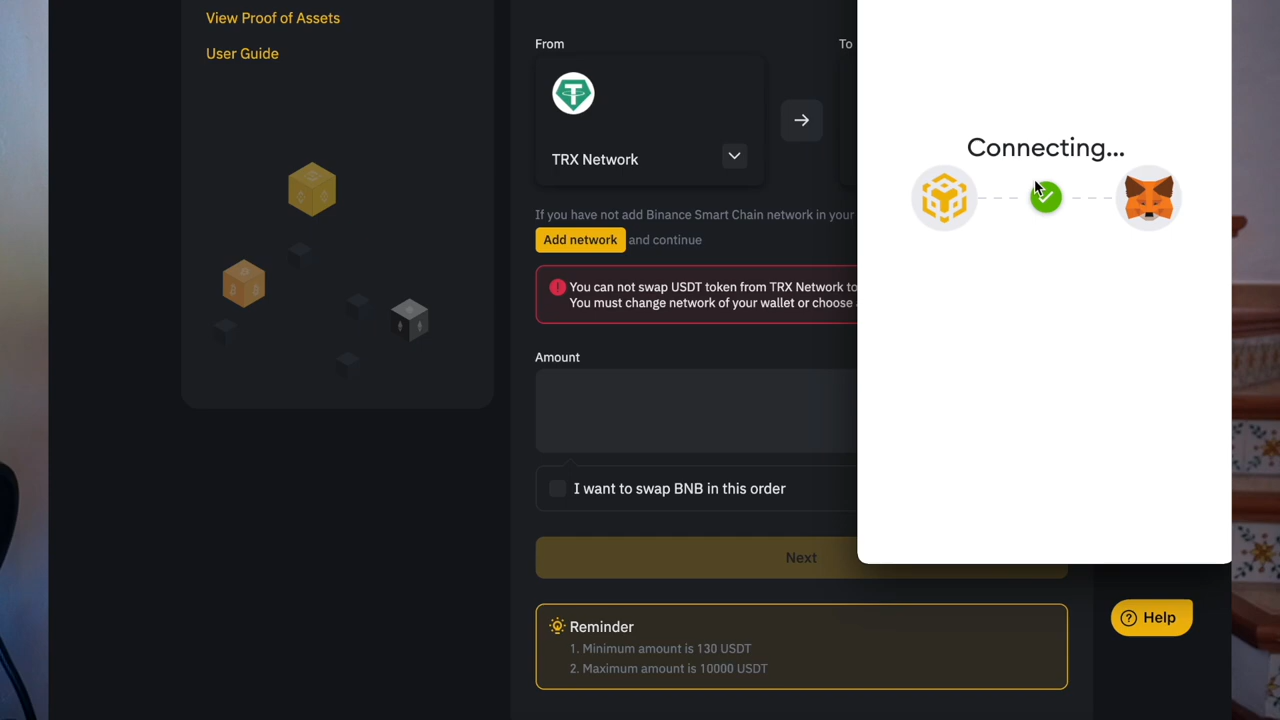 View Proof of Assets
User Guide
From
To
TRX Network
If you have not add Binance Smart Chain network in your
Add network and continue
You can not swap USDT token from TRX Network to
You must change network of your wallet or choose
Amount
I want to swap BNB in this order
Next
Reminder
1. Minimum amount is 130 USDT
2. Maximum amount is 10000 USDT
Connecting...
Help